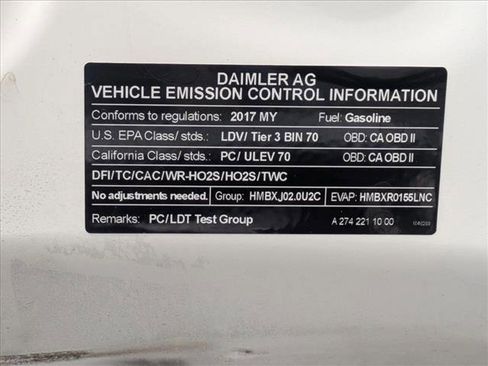 DAIMLER AG
VEHICLE EMISSION CONTROL INFORMATION
Conforms to regulations: 2017 MY Fuel: Gasoline
U.S. EPA Class/ stds.: LDV/ Tier 3 BIN 70 OBD: CA OBD II
California Class/ stds.: PC/ ULEV 70 OBD: CA OBD II
DFI/TC/CAC/WR-HO2S/HO2S/TWC
No adjustments needed. Group: HMBXJ02.0U2C EVAP: HMBXR0155LNC
Remarks: PC/LDT Test Group A 274 221 10 00